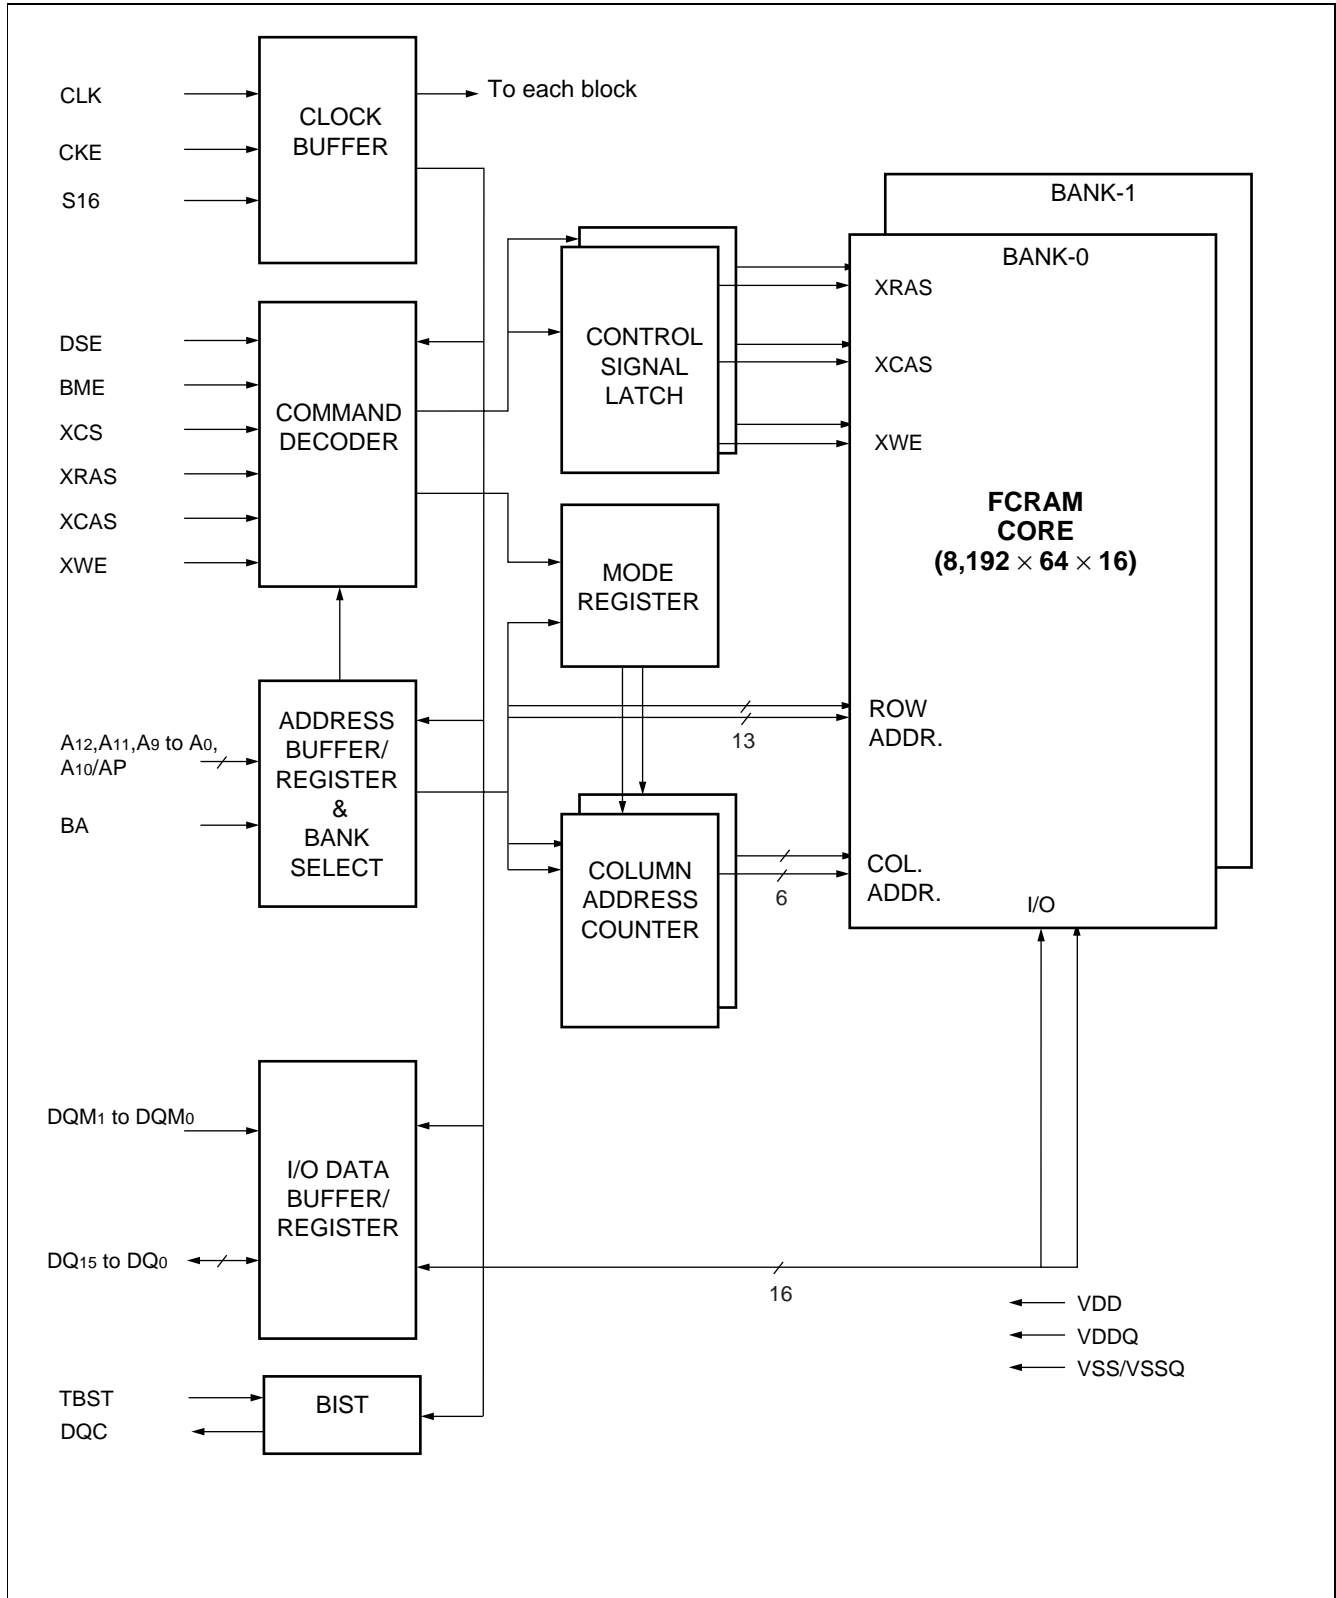 CLK
CKE
S16
CLOCK
BUFFER
To each block
DSE
BME
XCS
XRAS
XCAS
XWE
COMMAND
DECODER
CONTROL
SIGNAL
LATCH
MODE
REGISTER
BANK-1
BANK-0
XRAS
XCAS
XWE
FCRAM
CORE
(8,192 × 64 × 16)
ROW
ADDR.
COL.
ADDR.
I/O
A12,A11,A9 to A0,
A10/AP
BA
ADDRESS
BUFFER/
REGISTER
&
BANK
SELECT
13
COLUMN
ADDRESS
COUNTER
6
DQM1 to DQM0
DQ15 to DQ0
I/O DATA
BUFFER/
REGISTER
16
VDD
VDDQ
VSS/VSSQ
TBST
DQC
BIST